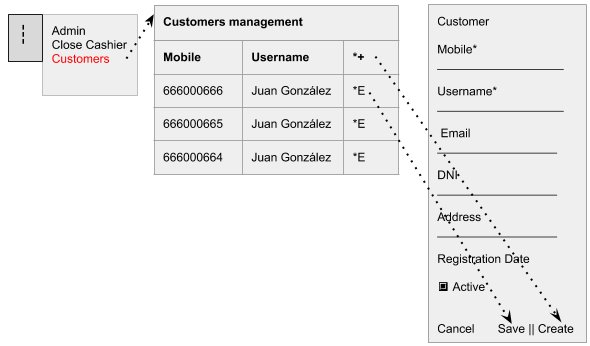 Admin
Close Cashier
Customers
Customers management
Mobile Username *+
666000666 Juan González *E
666000665 Juan González *E
666000664 Juan González *E
Customer
Mobile*
Username*
Email
DNI
Address
Registration Date
Active
Cancel Save || Create